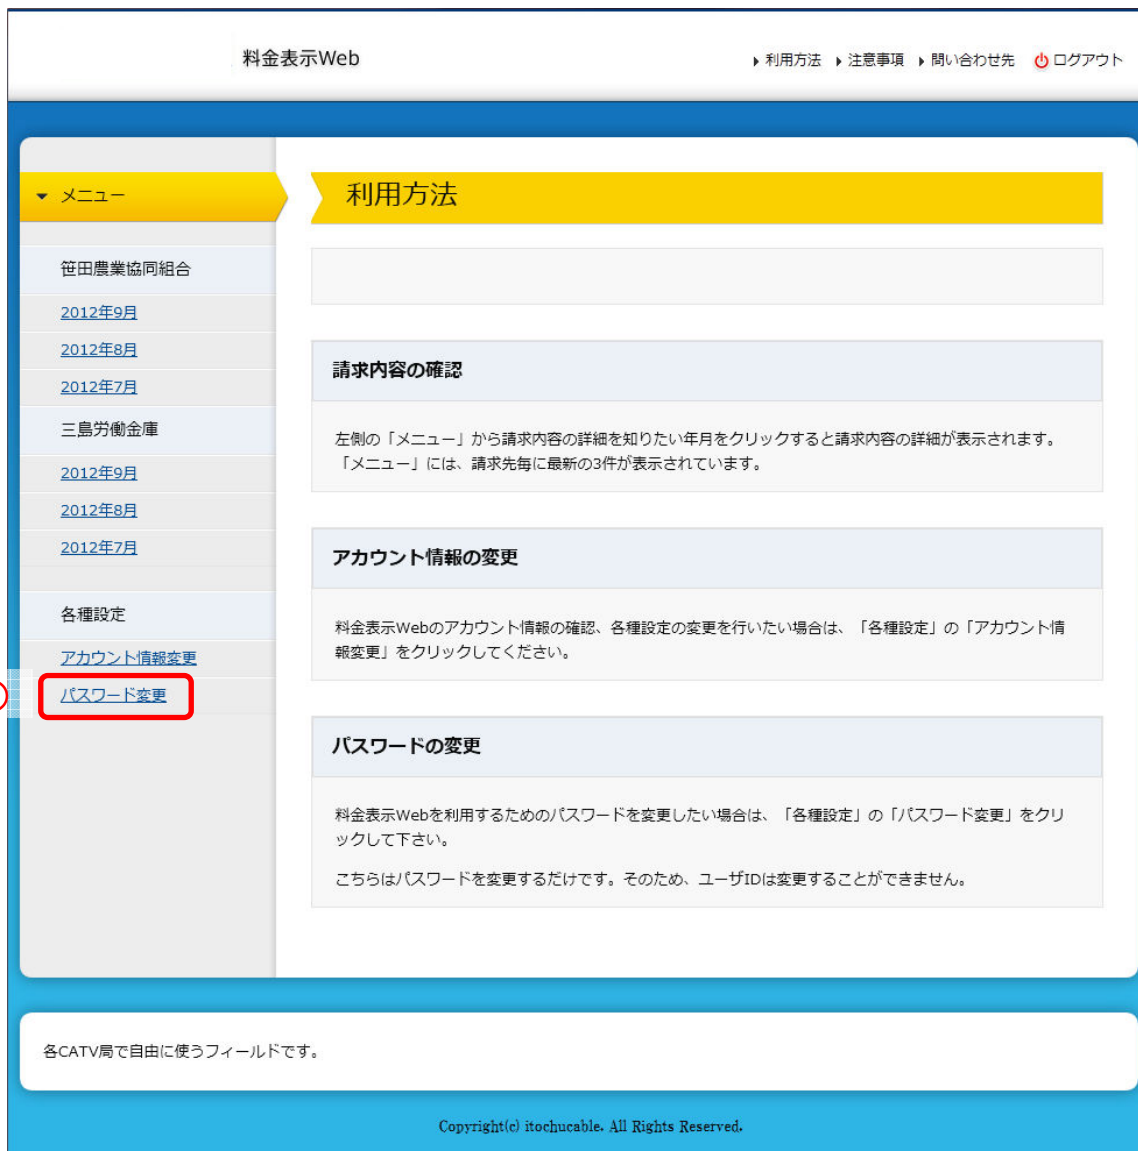 料金表示Web
利用方法 注意事項 問い合わせ先 ログアウト
メニュー
笹田農業協同組合
2012年9月
2012年8月
2012年7月
三島労働金庫
2012年9月
2012年8月
2012年7月
各種設定
アカウント情報変更
パスワード変更
利用方法
請求内容の確認
左側の「メニュー」から請求内容の詳細を知りたい年月をクリックすると請求内容の詳細が表示されます。
「メニュー」には、請求先毎に最新の3件が表示されています。
アカウント情報の変更
料金表示Webのアカウント情報の確認、各種設定の変更を行いたい場合は、「各種設定」の「アカウント情
報変更」をクリックしてください。
パスワードの変更
料金表示Webを利用するためのパスワードを変更したい場合は、「各種設定」の「パスワード変更」をクリ
ックして下さい。
こちらはパスワードを変更するだけです。そのため、ユーザIDは変更することができません。
各CATV局で自由に使うフィールドです。
Copyright(c) itochucable. All Rights Reserved.